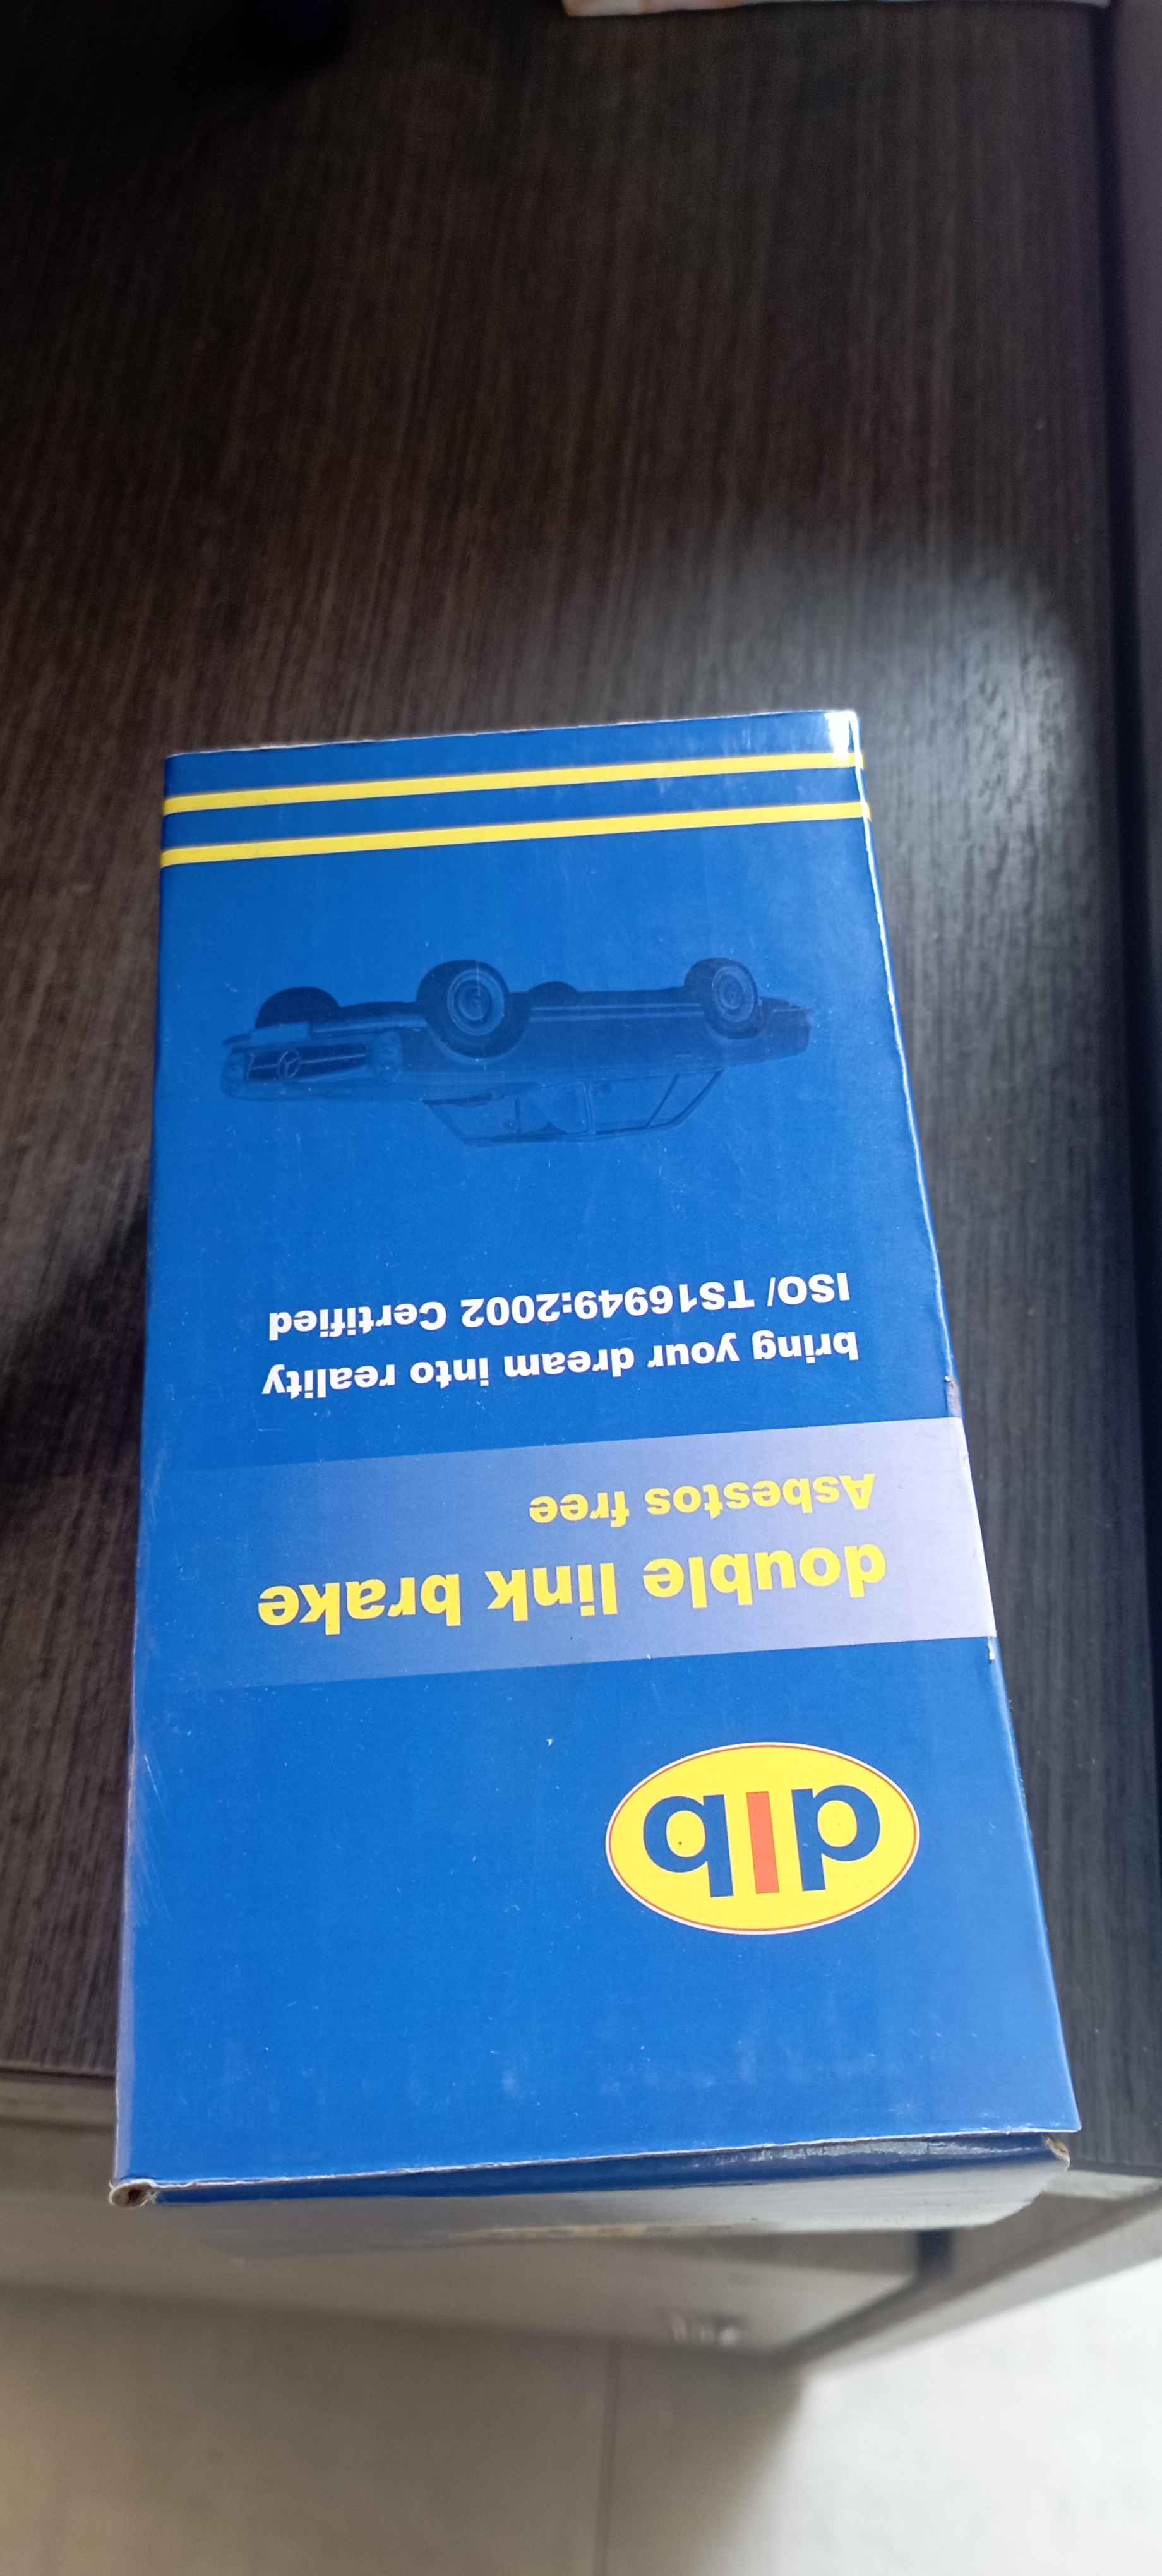 dlb
double link brake
Asbestos free
bring your dream into reality
ISO/ TS16949:2002 Certified